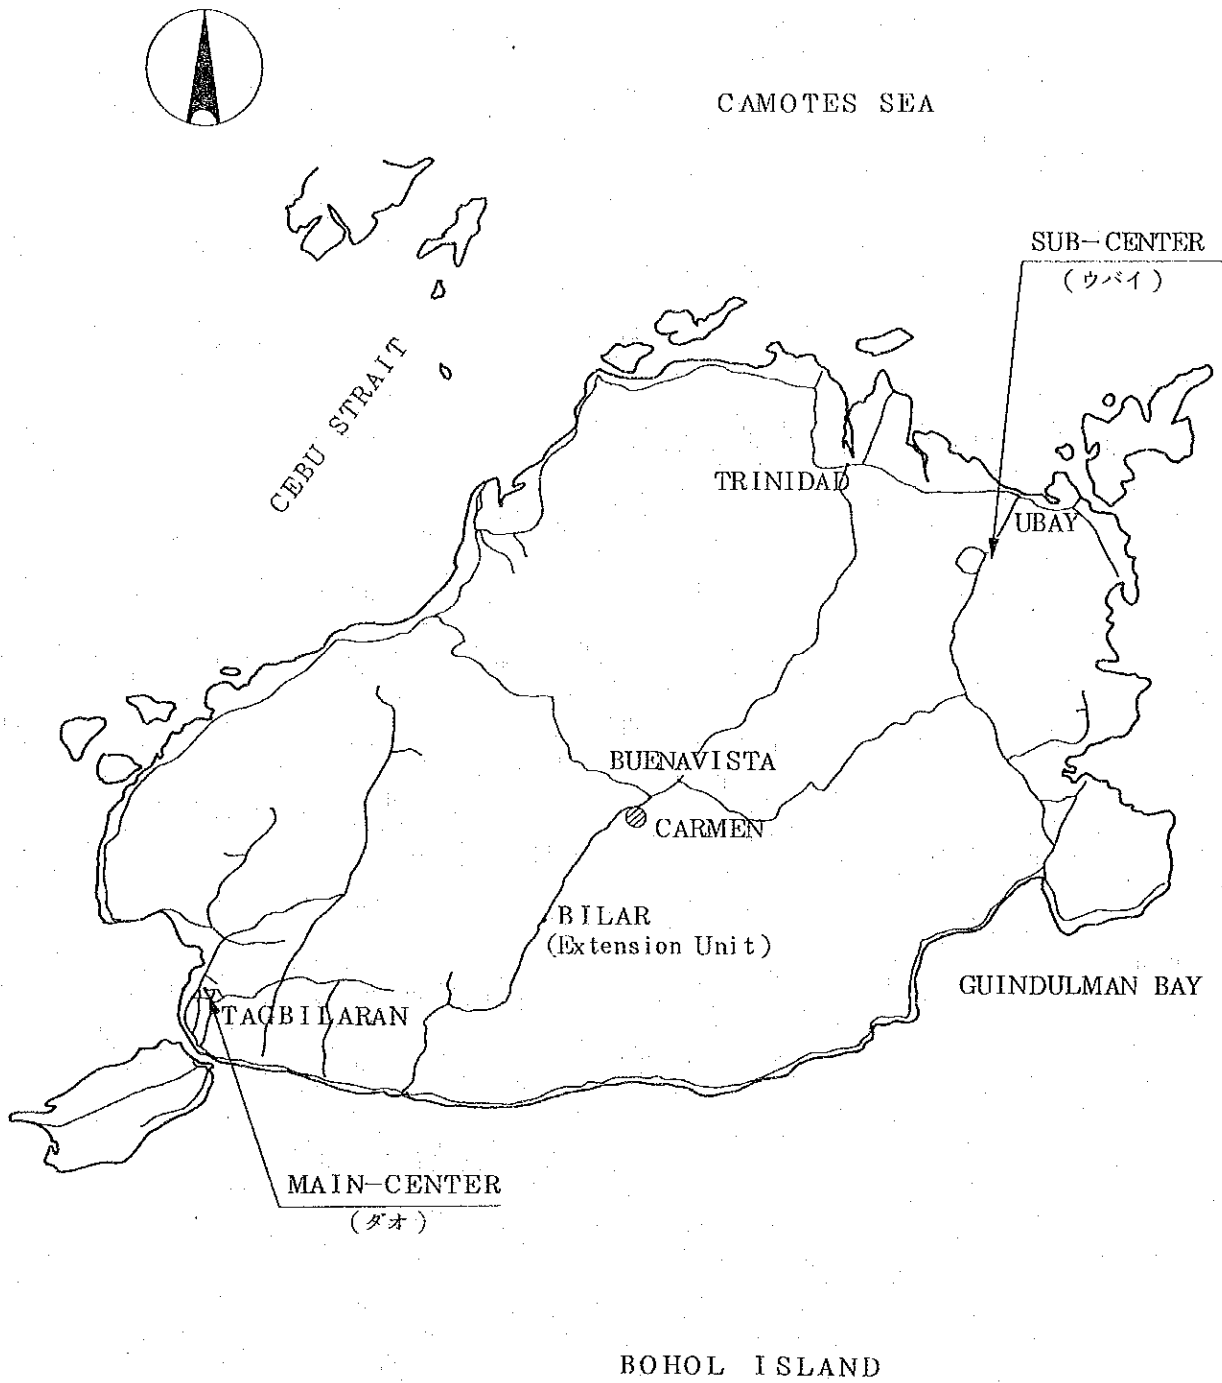 CAMOTES SEA
SUB-CENTER
(ウバイ)
CEBU STRAIT
TRINIDAD
UBAY
BUENAVISTA
CARMEN
BILAR
(Extension Unit)
GUINDULMAN BAY
TAGBILARAN
MAIN-CENTER
(ダオ)
BOHOL ISLAND